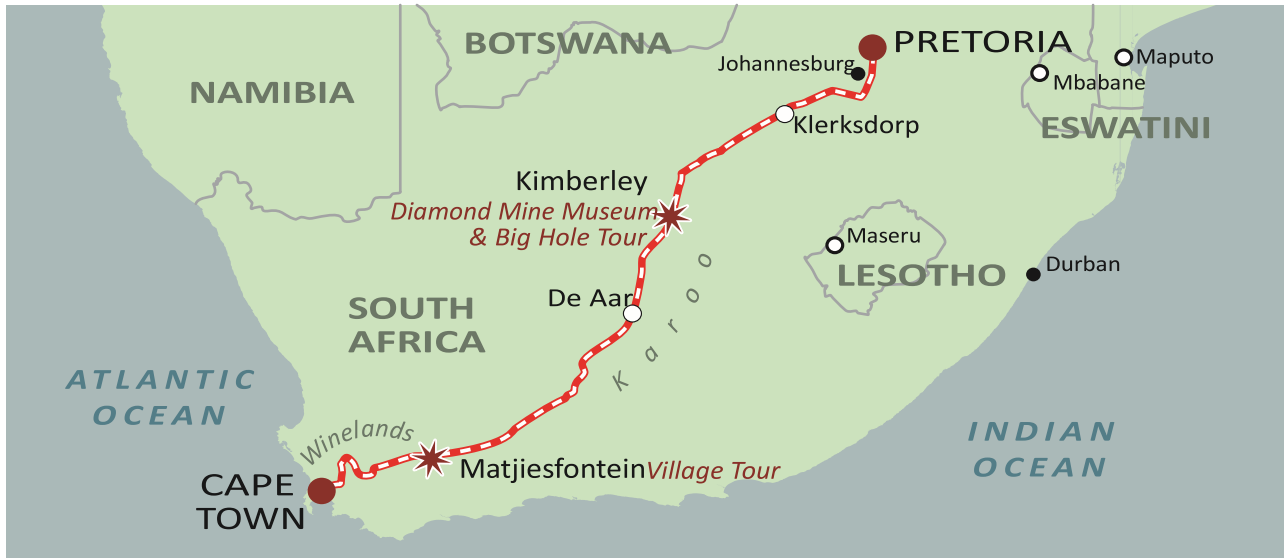 BOTSWANA
PRETORIA
Johannesburg
Maputo
Mbabane
NAMIBIA
Klerksdorp
ESWATINI
Kimberley
Diamond Mine Museum
& Big Hole Tour
Maseru
LESOTHO
Durban
De Aar
Karoo
SOUTH
AFRICA
ATLANTIC
OCEAN
INDIAN
OCEAN
Winelands
Matjiesfontein Village Tour
CAPE
TOWN